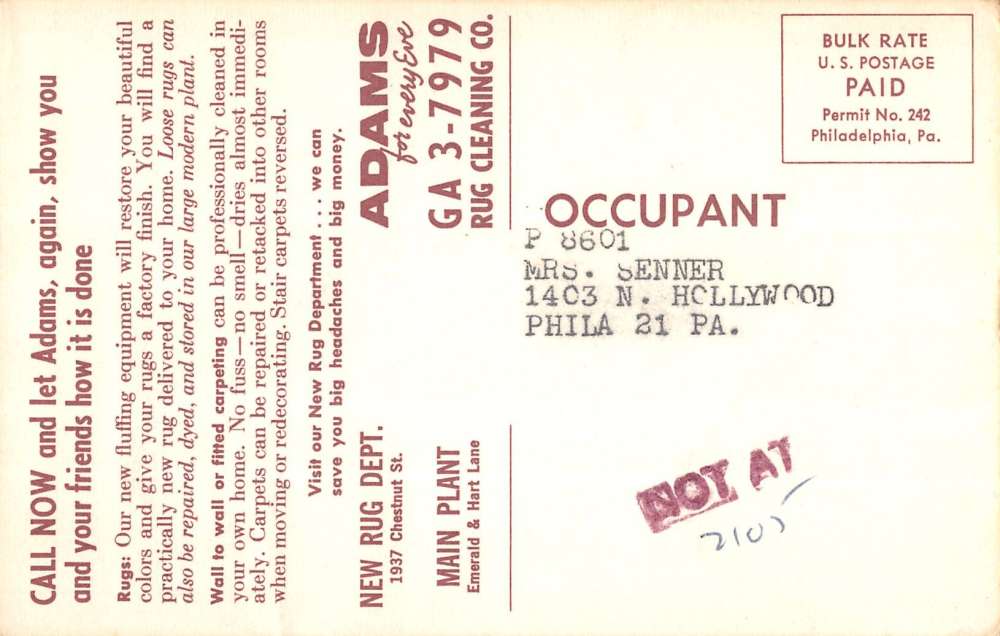 CALL NOW and let Adams, again, show you
and your friends how it is done
Rugs: Our new fluffing equipment will restore your beautiful
colors and give your rugs a factory finish. You will find a
practically new rug delivered to your home. Loose rugs can
also be repaired, dyed, and stored in our large modern plant.
Wall to wall or fitted carpeting can be professionally cleaned in
your own home. No fuss—no smell—dries almost immedi-
ately. Carpets can be repaired or retacked into other rooms
when moving or redecorating. Stair carpets reversed.
Visit our New Rug Department . . . we can
save you big headaches and big money.
NEW RUG DEPT.
1937 Chestnut St.
MAIN PLANT
Emerald & Hart Lane
ADAMS
for every Eve
GA 3-7979
RUG CLEANING CO.
BULK RATE
U. S. POSTAGE
PAID
Permit No. 242
Philadelphia, Pa.
OCCUPANT
P 8601
MRS. SENNER
1403 N. HOLLYWOOD
PHILA 21 PA.
NOT AT